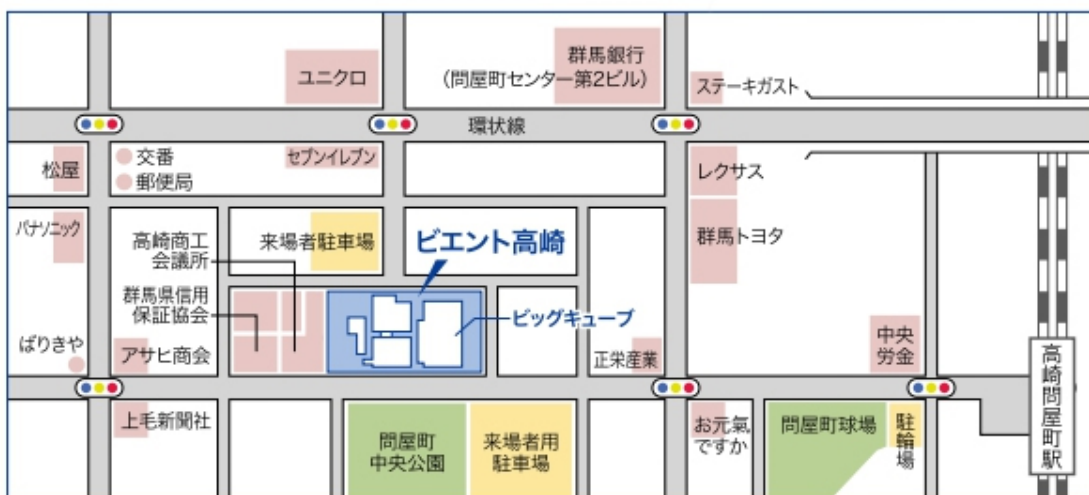 ユニクロ
群馬銀行
(問屋町センター第2ビル)
ステーキガスト
環状線
松屋
交番
郵便局
セブンイレブン
レクサス
パナソニック
高崎商工
会議所
来場者駐車場
ビエント高崎
群馬トヨタ
群馬県信用
保証協会
ビッグキューブ
ぱりきや
アサヒ商会
正栄産業
中央
労金
高崎問屋町駅
上毛新聞社
問屋町
中央公園
来場者用
駐車場
お元氣
ですか
問屋町球場
駐輪場